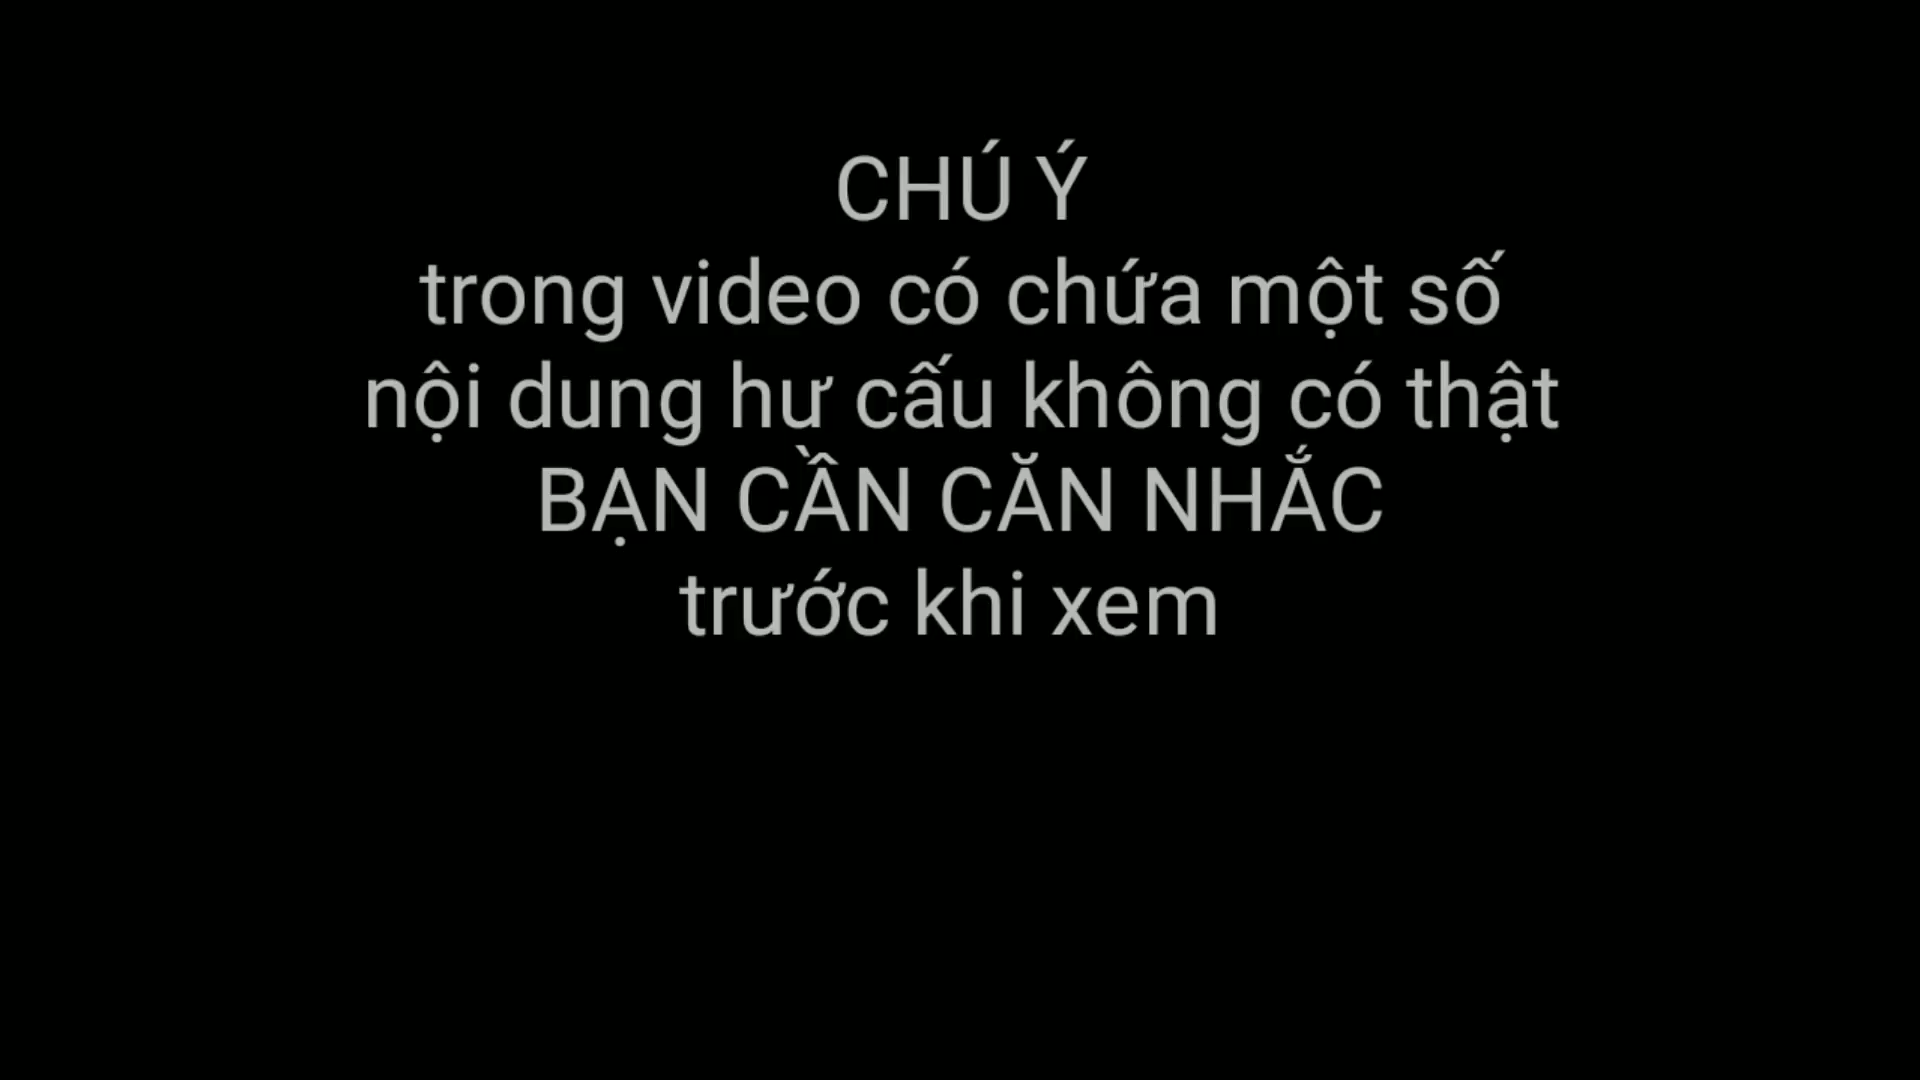 CHÚ Ý
trong video có chứa một số
nội dung hư cấu không có thật
BẠN CẦN CĂN NHẮC
trước khi xem